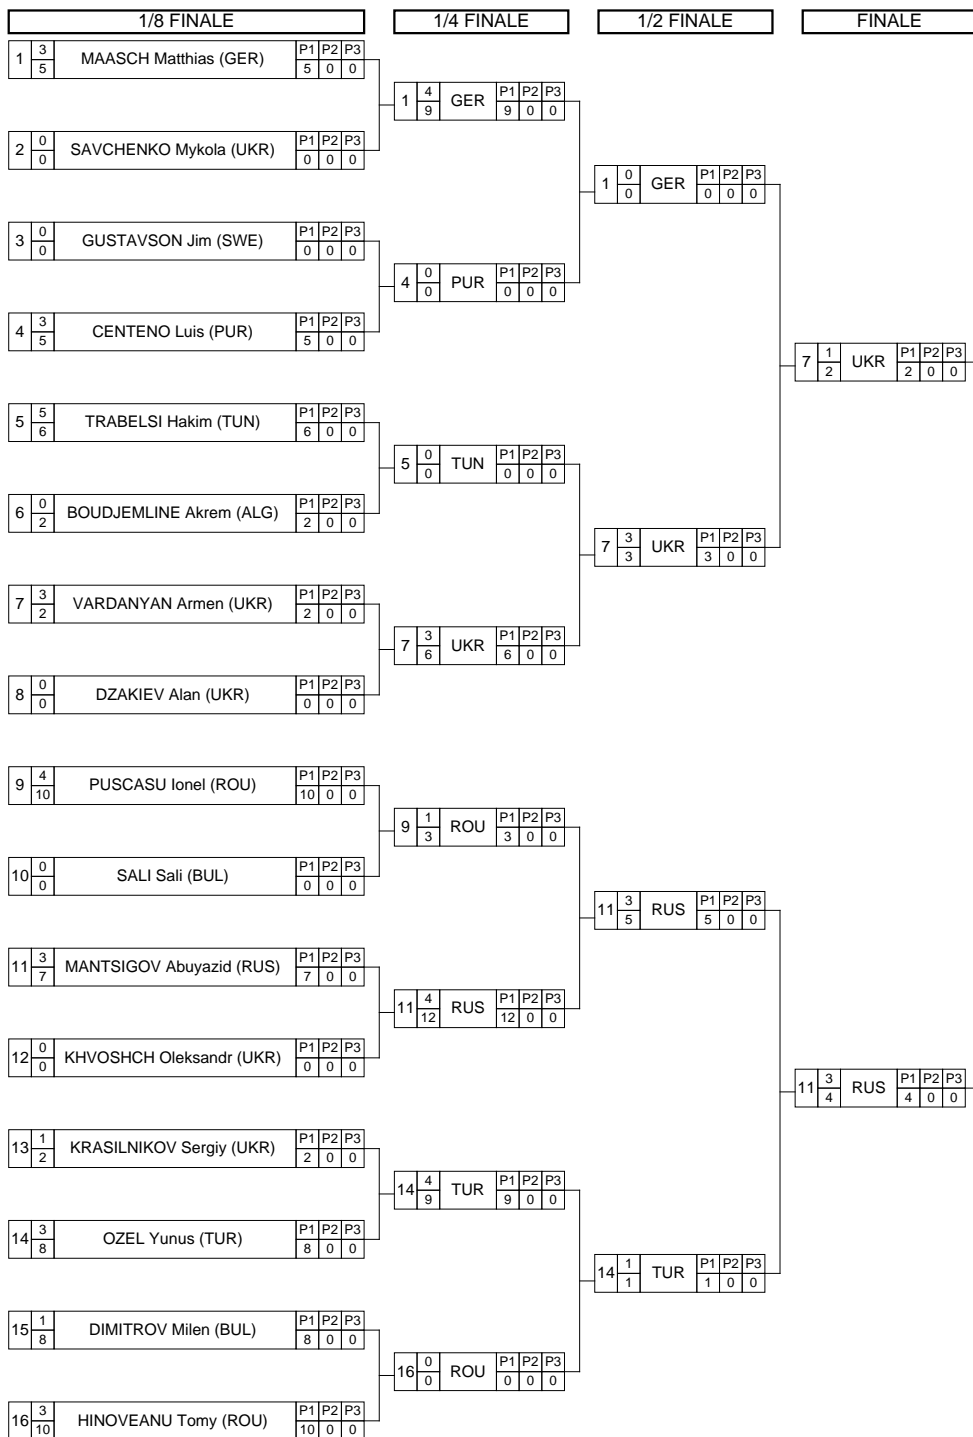 1/8 FINALE 1/4 FINALE 1/2 FINALE FINALE
1 3 5 MAASCH Matthias (GER) P1 P2 P3 5 0 0
1 4 9 GER P1 P2 P3 9 0 0
2 0 0 SAVCHENKO Mykola (UKR) P1 P2 P3 0 0 0
1 0 0 GER P1 P2 P3 0 0 0
3 0 0 GUSTAVSON Jim (SWE) P1 P2 P3 0 0 0
4 0 0 PUR P1 P2 P3 0 0 0
4 3 5 CENTENO Luis (PUR) P1 P2 P3 5 0 0
7 1 2 UKR P1 P2 P3 2 0 0
5 5 6 TRABELSI Hakim (TUN) P1 P2 P3 6 0 0
5 0 0 TUN P1 P2 P3 0 0 0
6 0 2 BOUDJEMLINE Akrem (ALG) P1 P2 P3 2 0 0
7 3 3 UKR P1 P2 P3 3 0 0
7 3 2 VARDANYAN Armen (UKR) P1 P2 P3 2 0 0
7 3 6 UKR P1 P2 P3 6 0 0
8 0 0 DZAKIEV Alan (UKR) P1 P2 P3 0 0 0
9 4 10 PUSCASU Ionel (ROU) P1 P2 P3 10 0 0
9 1 3 ROU P1 P2 P3 3 0 0
10 0 0 SALI Sali (BUL) P1 P2 P3 0 0 0
11 3 5 RUS P1 P2 P3 5 0 0
11 3 7 MANTSIGOV Abuyazid (RUS) P1 P2 P3 7 0 0
11 4 12 RUS P1 P2 P3 12 0 0
12 0 0 KHVOSHCH Oleksandr (UKR) P1 P2 P3 0 0 0
11 3 4 RUS P1 P2 P3 4 0 0
13 1 2 KRASILNIKOV Sergiy (UKR) P1 P2 P3 2 0 0
14 4 9 TUR P1 P2 P3 9 0 0
14 3 8 OZEL Yunus (TUR) P1 P2 P3 8 0 0
14 1 1 TUR P1 P2 P3 1 0 0
15 1 8 DIMITROV Milen (BUL) P1 P2 P3 8 0 0
16 0 0 ROU P1 P2 P3 0 0 0
16 3 10 HINOVEANU Tomy (ROU) P1 P2 P3 10 0 0